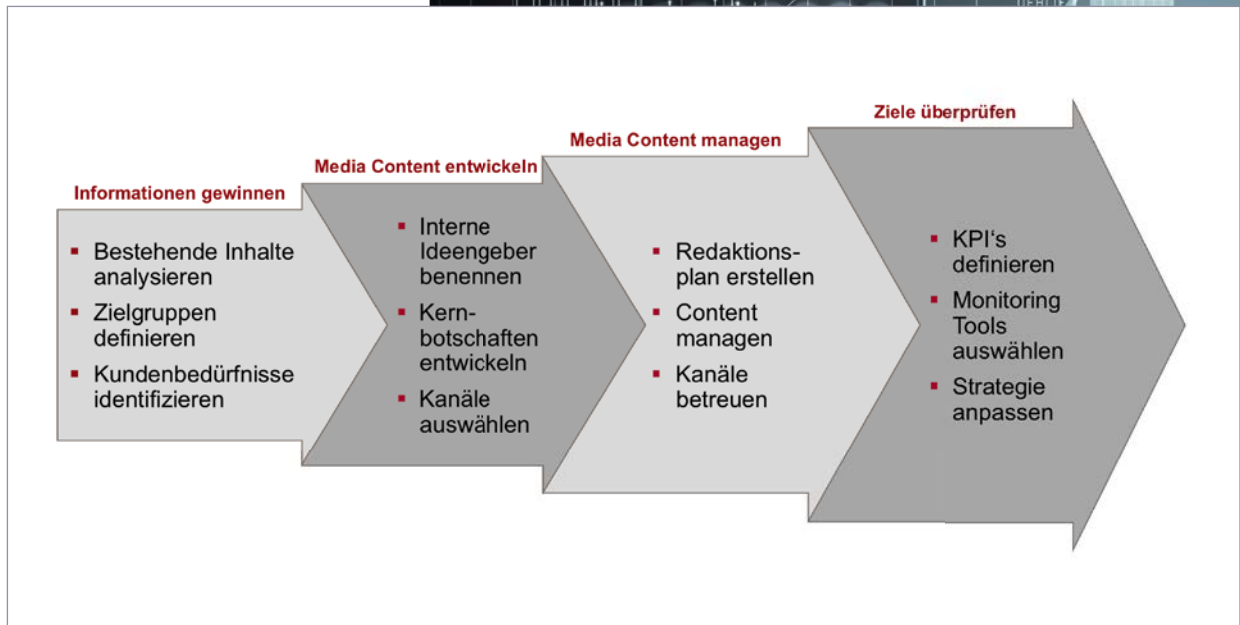 Informationen gewinnen
Bestehende Inhalte
analysieren
Zielgruppen
definieren
Kundenbedürfnisse
identifizieren
Media Content entwickeln
Interne
Ideengeber
benennen
Kern-
botschaften
entwickeln
Kanäle
auswählen
Media Content managen
Redaktions-
plan erstellen
Content
managen
Kanäle
betreuen
Ziele überprüfen
KPI‘s
definieren
Monitoring
Tools
auswählen
Strategie
anpassen